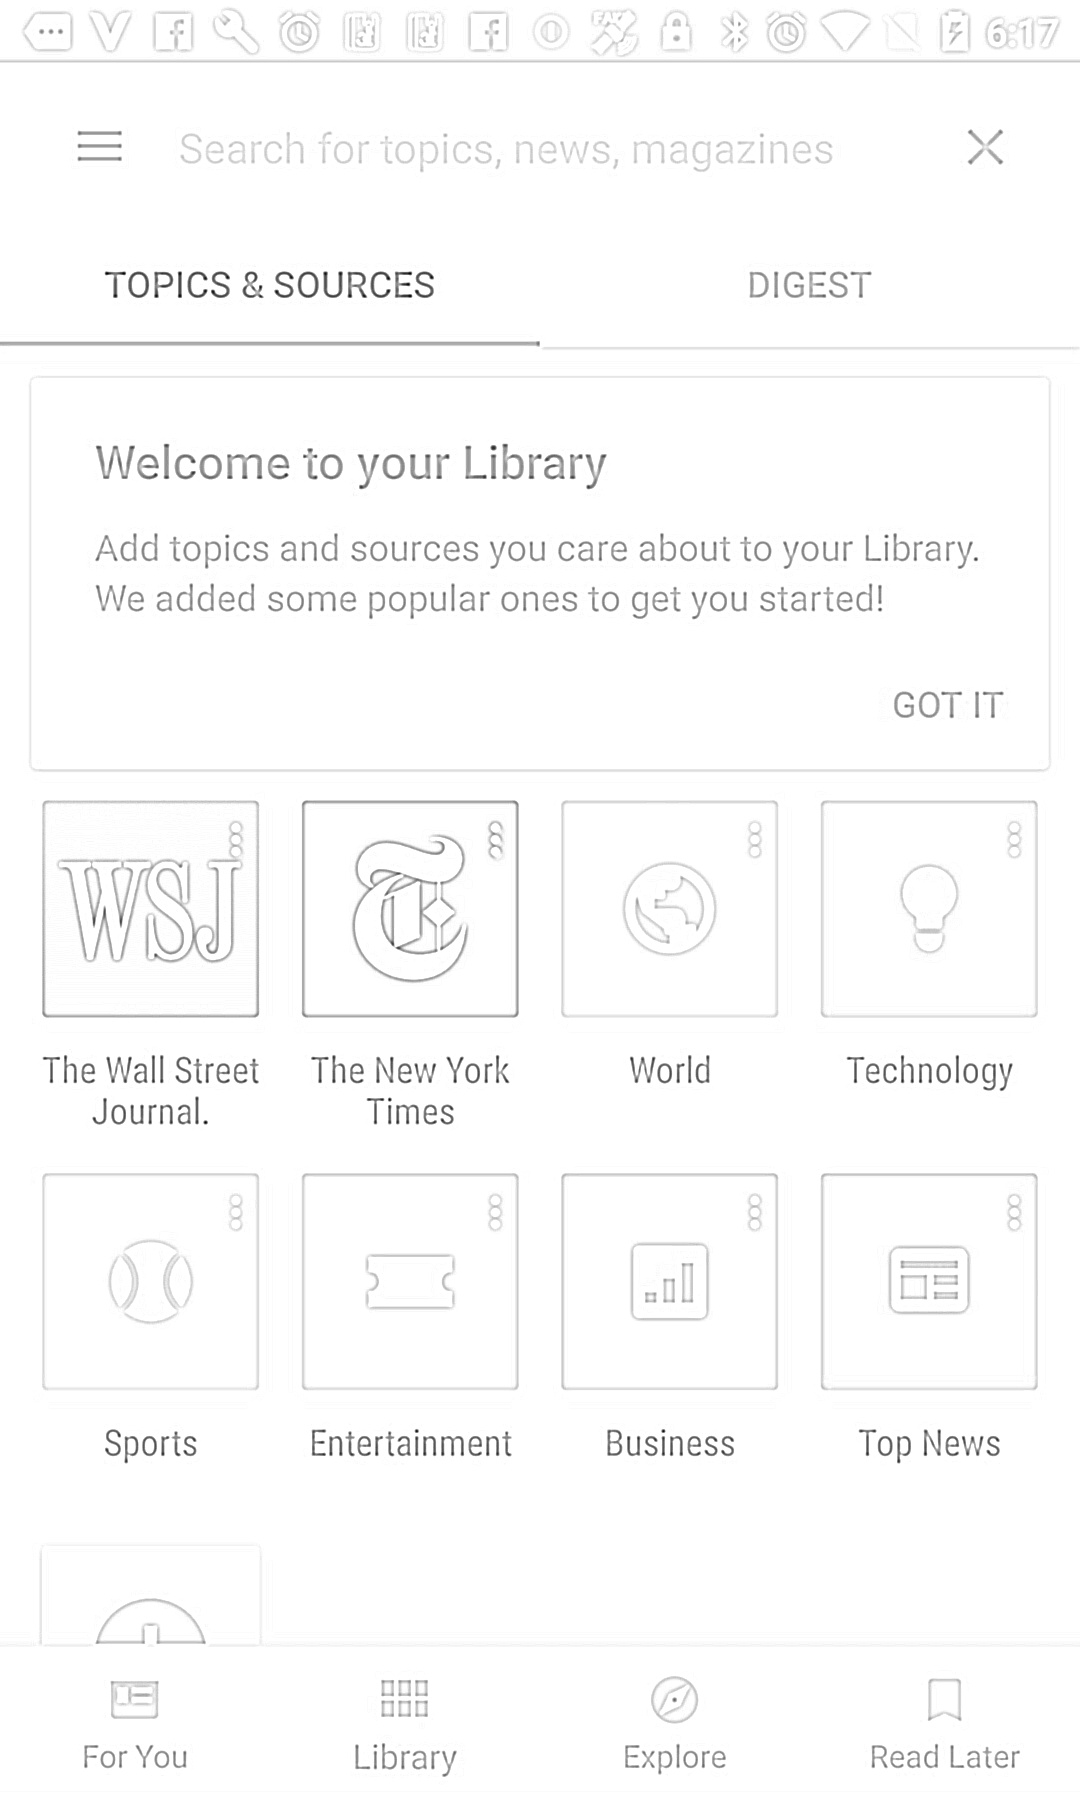 6:17
Search for topics, news, magazines
TOPICS & SOURCES
DIGEST
Welcome to your Library
Add topics and sources you care about to your Library.
We added some popular ones to get you started!
GOT IT
WSJ
T
The Wall Street
Journal.
The New York
Times
World
Technology
Sports
Entertainment
Business
Top News
For You
Library
Explore
Read Later